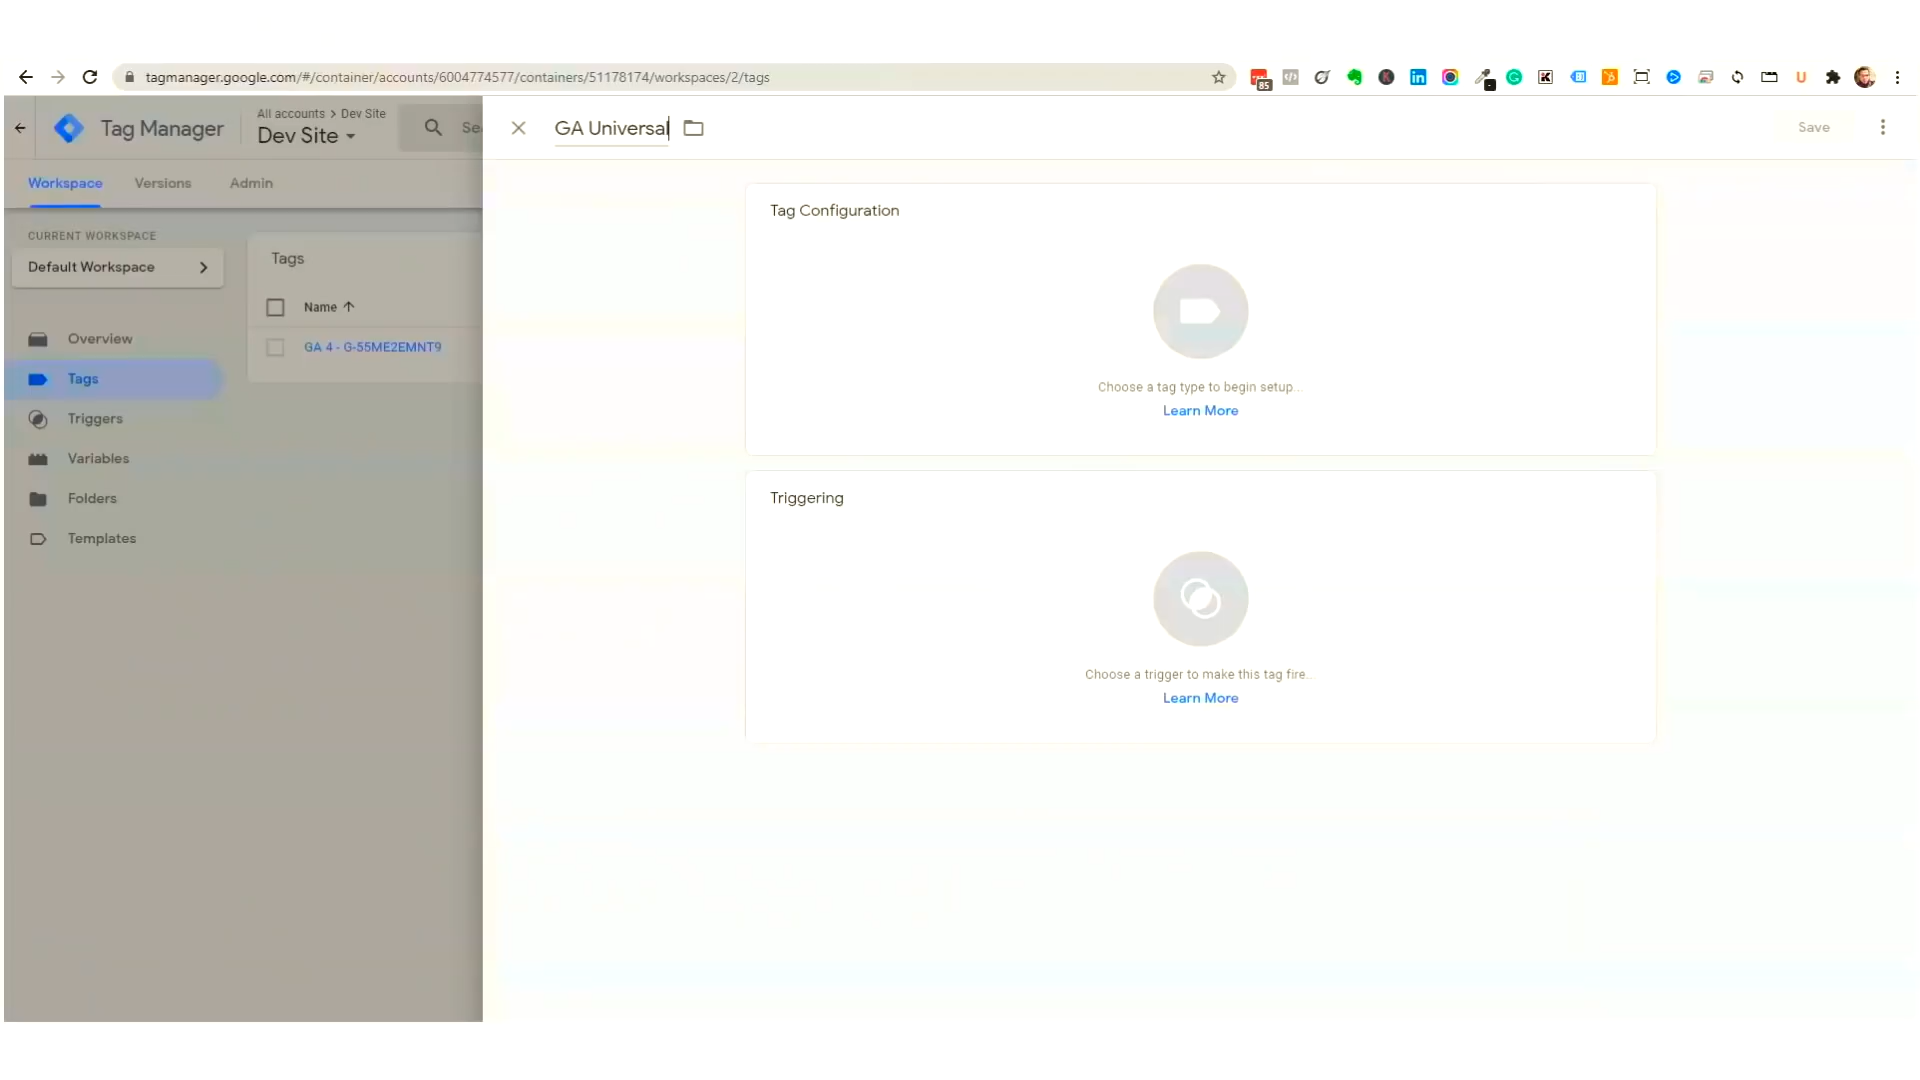 tagmanager.google.com/#/container/accounts/6004774577/containers/51178174/workspaces/2/tags
85
Tag Manager
All accounts > Dev Site
Dev Site
Se
GA Universal
Save
Workspace
Versions
Admin
CURRENT WORKSPACE
Default Workspace
Overview
Tags
Triggers
Variables
Folders
Templates
Tags
Name
GA 4 - G-55ME2EMNT9
Tag Configuration
Choose a tag type to begin setup...
Learn More
Triggering
Choose a trigger to make this tag fire...
Learn More